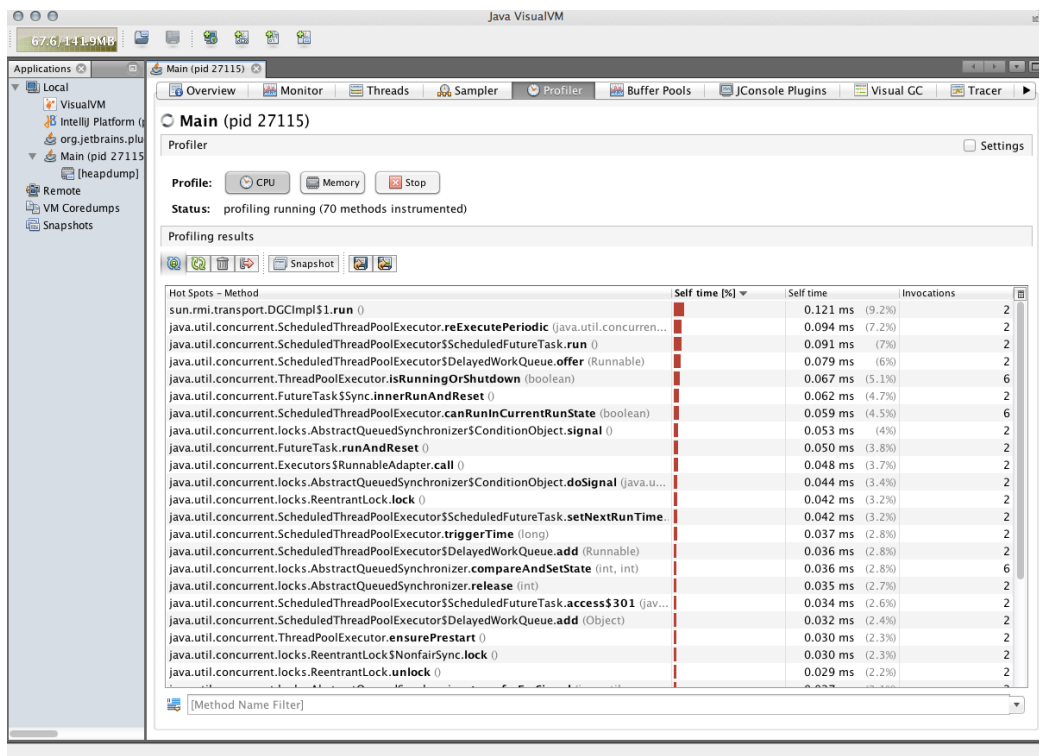 Java VisualVM
67.6/141.9MB
Applications
Main (pid 27115)
Local
VisualVM
IntelliJ Platform (p
org.jetbrains.plu
Main (pid 27115
[heapdump]
Remote
VM Coredumps
Snapshots
Overview Monitor Threads Sampler Profiler Buffer Pools JConsole Plugins Visual GC Tracer
Main (pid 27115)
Profiler Settings
Profile: CPU Memory Stop
Status: profiling running (70 methods instrumented)
Profiling results
Snapshot
Hot Spots – Method Self time [%] Self time Invocations
sun.rmi.transport.DGCImpl$1.run () 0.121 ms (9.2%) 2
java.util.concurrent.ScheduledThreadPoolExecutor.reExecutePeriodic (java.util.concurren... 0.094 ms (7.2%) 2
java.util.concurrent.ScheduledThreadPoolExecutor$ScheduledFutureTask.run () 0.091 ms (7%) 2
java.util.concurrent.ScheduledThreadPoolExecutor$DelayedWorkQueue.offer (Runnable) 0.079 ms (6%) 2
java.util.concurrent.ThreadPoolExecutor.isRunningOrShutdown (boolean) 0.067 ms (5.1%) 6
java.util.concurrent.FutureTask$Sync.innerRunAndReset () 0.062 ms (4.7%) 2
java.util.concurrent.ScheduledThreadPoolExecutor.canRunInCurrentRunState (boolean) 0.059 ms (4.5%) 6
java.util.concurrent.locks.AbstractQueuedSynchronizer$ConditionObject.signal () 0.053 ms (4%) 2
java.util.concurrent.FutureTask.runAndReset () 0.050 ms (3.8%) 2
java.util.concurrent.Executors$RunnableAdapter.call () 0.048 ms (3.7%) 2
java.util.concurrent.locks.AbstractQueuedSynchronizer$ConditionObject.doSignal (java.u... 0.044 ms (3.4%) 2
java.util.concurrent.locks.ReentrantLock.lock () 0.042 ms (3.2%) 2
java.util.concurrent.ScheduledThreadPoolExecutor$ScheduledFutureTask.setNextRunTime.. 0.042 ms (3.2%) 2
java.util.concurrent.ScheduledThreadPoolExecutor.triggerTime (long) 0.037 ms (2.8%) 2
java.util.concurrent.ScheduledThreadPoolExecutor$DelayedWorkQueue.add (Runnable) 0.036 ms (2.8%) 2
java.util.concurrent.locks.AbstractQueuedSynchronizer.compareAndSetState (int, int) 0.036 ms (2.8%) 6
java.util.concurrent.locks.AbstractQueuedSynchronizer.release (int) 0.035 ms (2.7%) 2
java.util.concurrent.ScheduledThreadPoolExecutor$ScheduledFutureTask.access$301 (jav... 0.034 ms (2.6%) 2
java.util.concurrent.ScheduledThreadPoolExecutor$DelayedWorkQueue.add (Object) 0.032 ms (2.4%) 2
java.util.concurrent.ThreadPoolExecutor.ensurePrestart () 0.030 ms (2.3%) 2
java.util.concurrent.locks.ReentrantLock$NonfairSync.lock () 0.030 ms (2.3%) 2
java.util.concurrent.locks.ReentrantLock.unlock () 0.029 ms (2.2%) 2
[Method Name Filter]